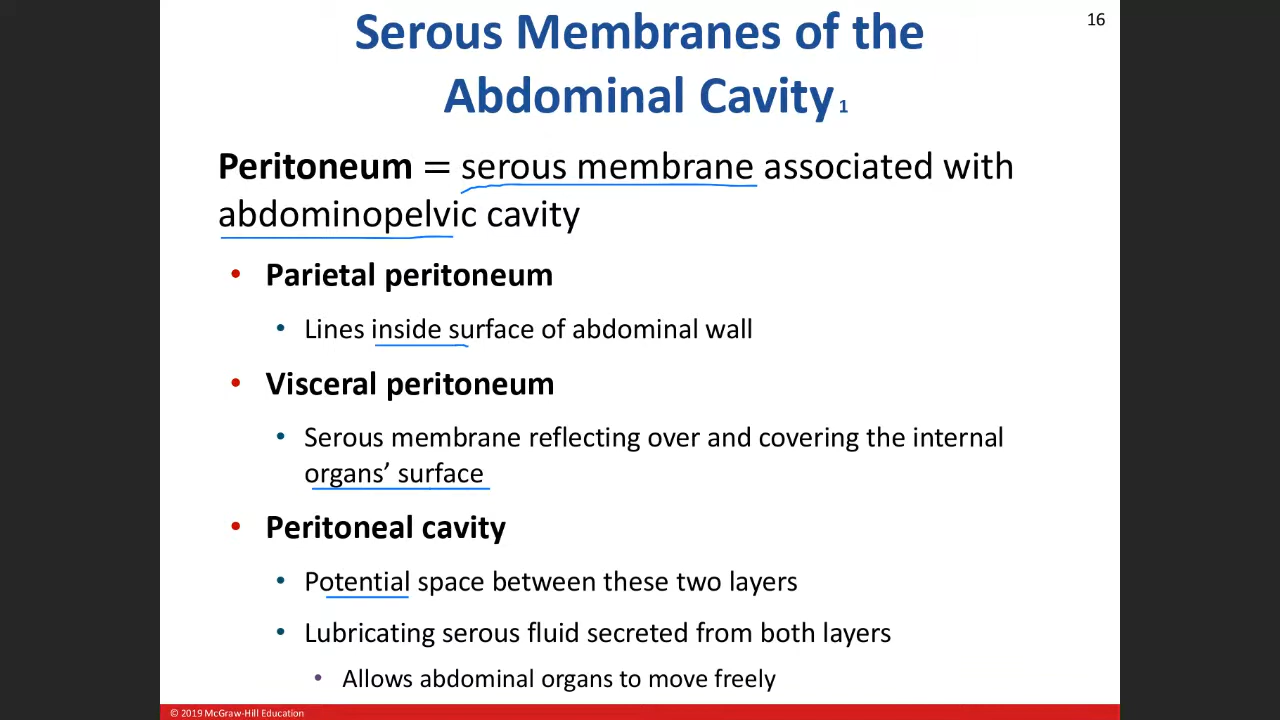 Serous Membranes of the
16
Abdominal Cavity 1
Peritoneum = serous membrane associated with
abdominopelvic cavity
• Parietal peritoneum
• Lines inside surface of abdominal wall
• Visceral peritoneum
• Serous membrane reflecting over and covering the internal
organs’ surface
• Peritoneal cavity
• Potential space between these two layers
• Lubricating serous fluid secreted from both layers
• Allows abdominal organs to move freely
© 2019 McGraw-Hill Education